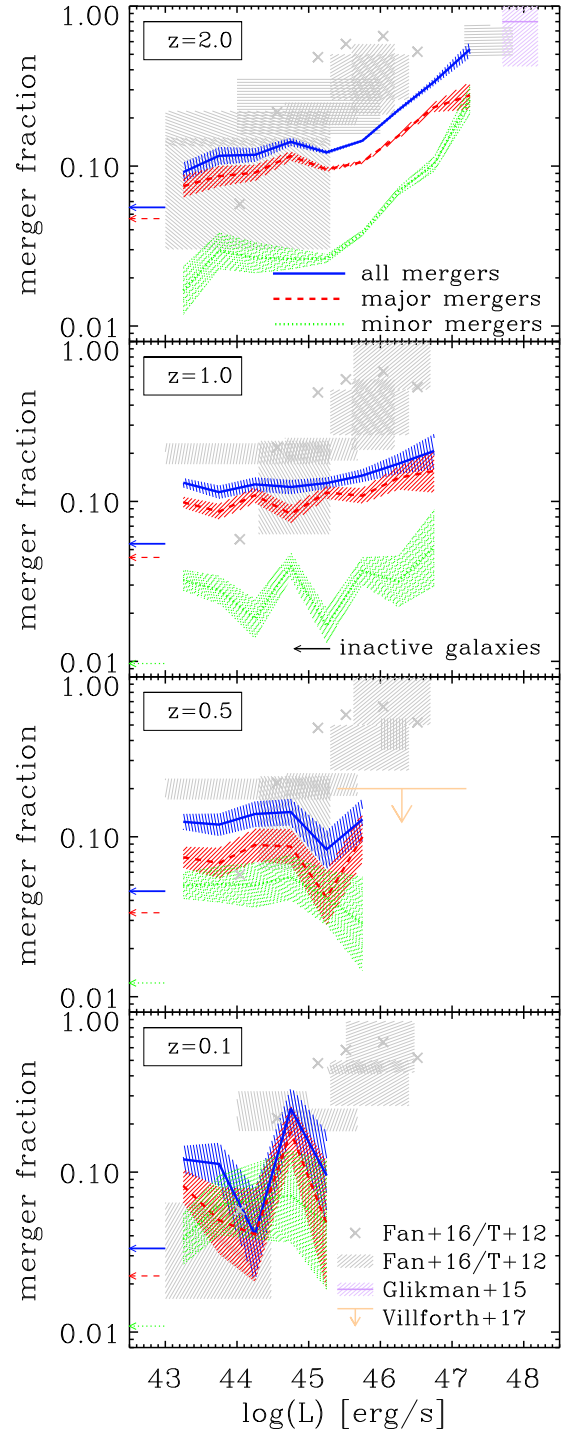 z=2.0
1.00
0.10
0.01
merger fraction
all mergers
major mergers
minor mergers
z=1.0
1.00
0.10
0.01
merger fraction
inactive galaxies
z=0.5
1.00
0.10
0.01
merger fraction
z=0.1
1.00
0.10
0.01
merger fraction
Fan+16/T+12
Fan+16/T+12
Glikman+15
Villforth+17
43 44 45 46 47 48
log(L) [erg/s]